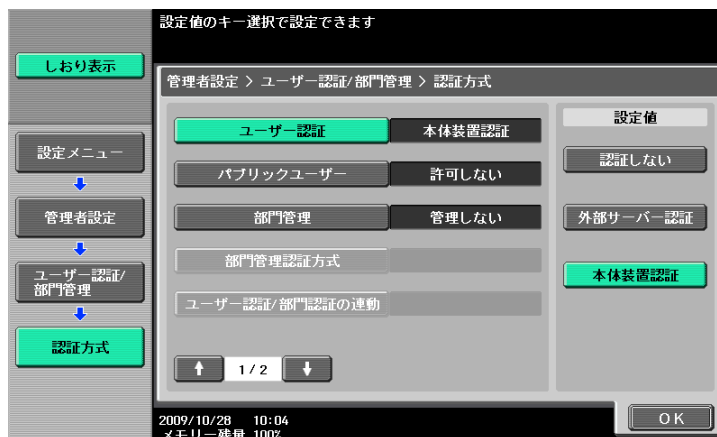 設定値のキー選択で設定できます
しおり表示
管理者設定 > ユーザー認証/部門管理 > 認証方式
設定メニュー
管理者設定
ユーザー認証/
部門管理
認証方式
ユーザー認証 本体装置認証
パブリックユーザー 許可しない
部門管理 管理しない
部門管理認証方式
ユーザー認証/部門認証の連動
1/2
設定値
認証しない
外部サーバー認証
本体装置認証
2009/10/28 10:04
メモリー残量 100%
OK